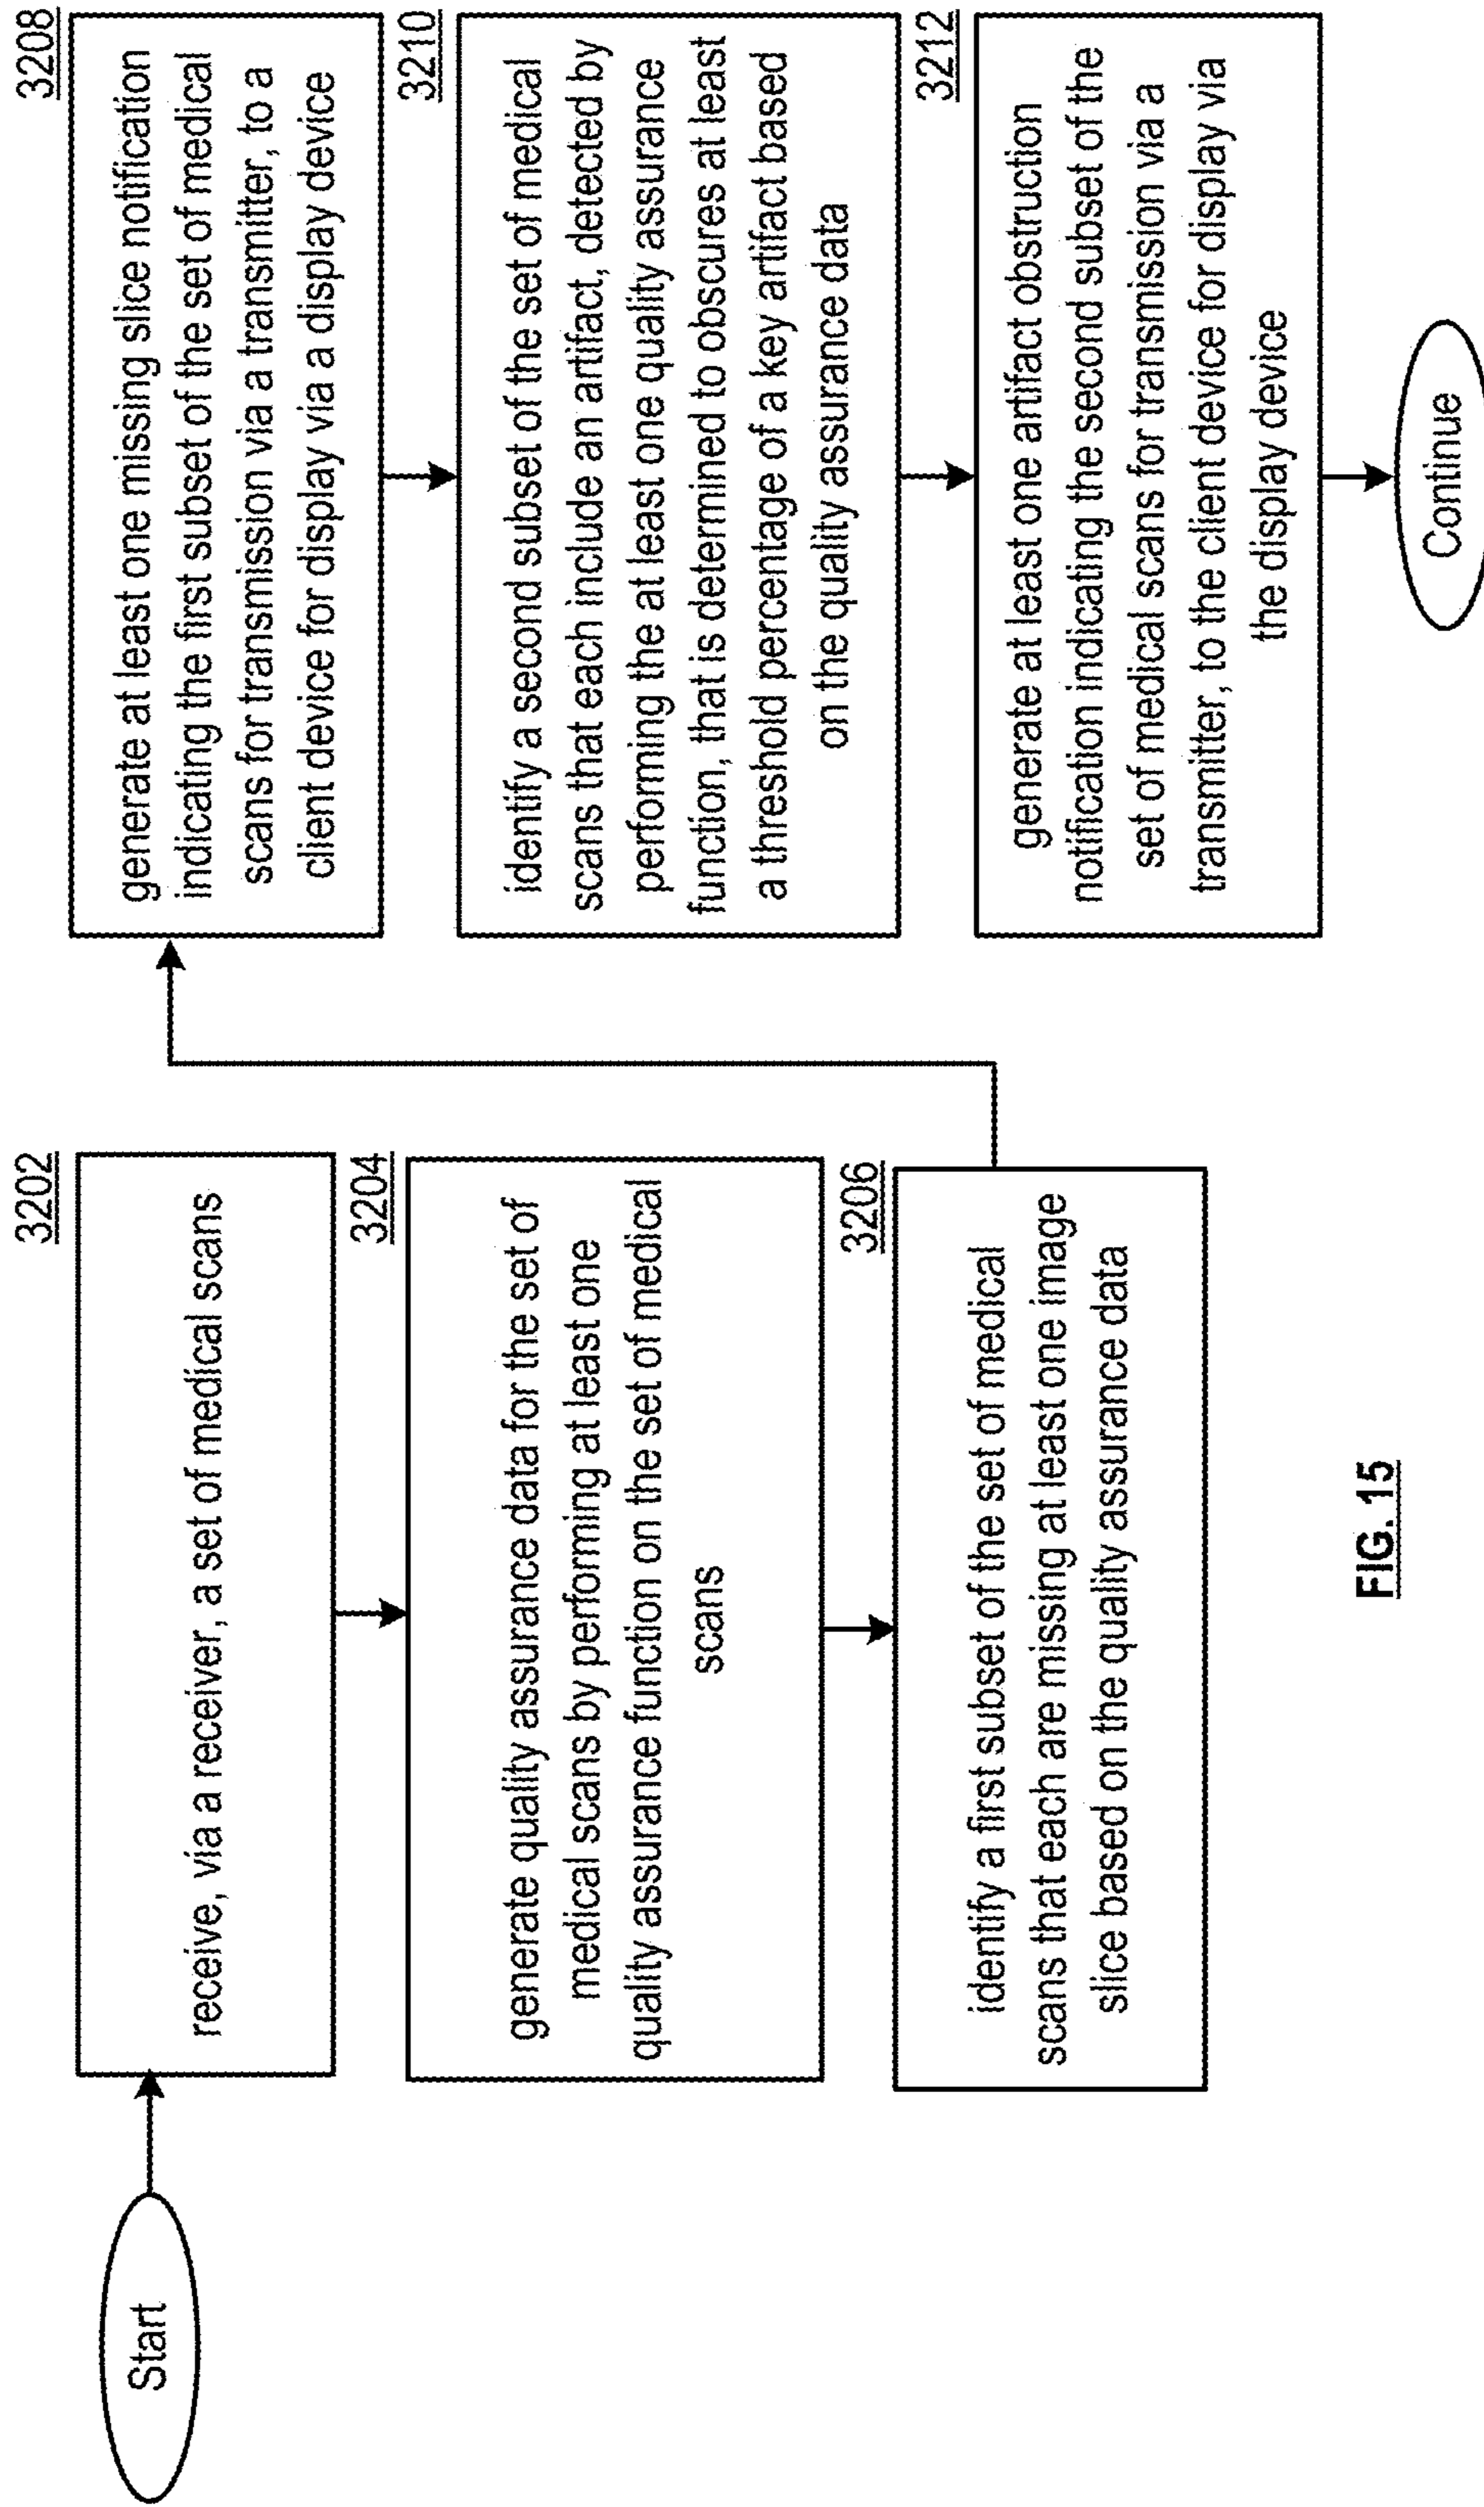 Start
3202
receive, via a receiver, a set of medical scans
3204
generate quality assurance data for the set of
medical scans by performing at least one
quality assurance function on the set of medical
scans
3206
identify a first subset of the set of medical
scans that each are missing at least one image
slice based on the quality assurance data
3208
generate at least one missing slice notification
indicating the first subset of the set of medical
scans for transmission via a transmitter, to a
client device for display via a display device
3210
identify a second subset of the set of medical
scans that each include an artifact, detected by
performing the at least one quality assurance
function, that is determined to obscures at least
a threshold percentage of a key artifact based
on the quality assurance data
3212
generate at least one artifact obstruction
notification indicating the second subset of the
set of medical scans for transmission via a
transmitter, to the client device for display via
the display device
Continue
FIG. 15